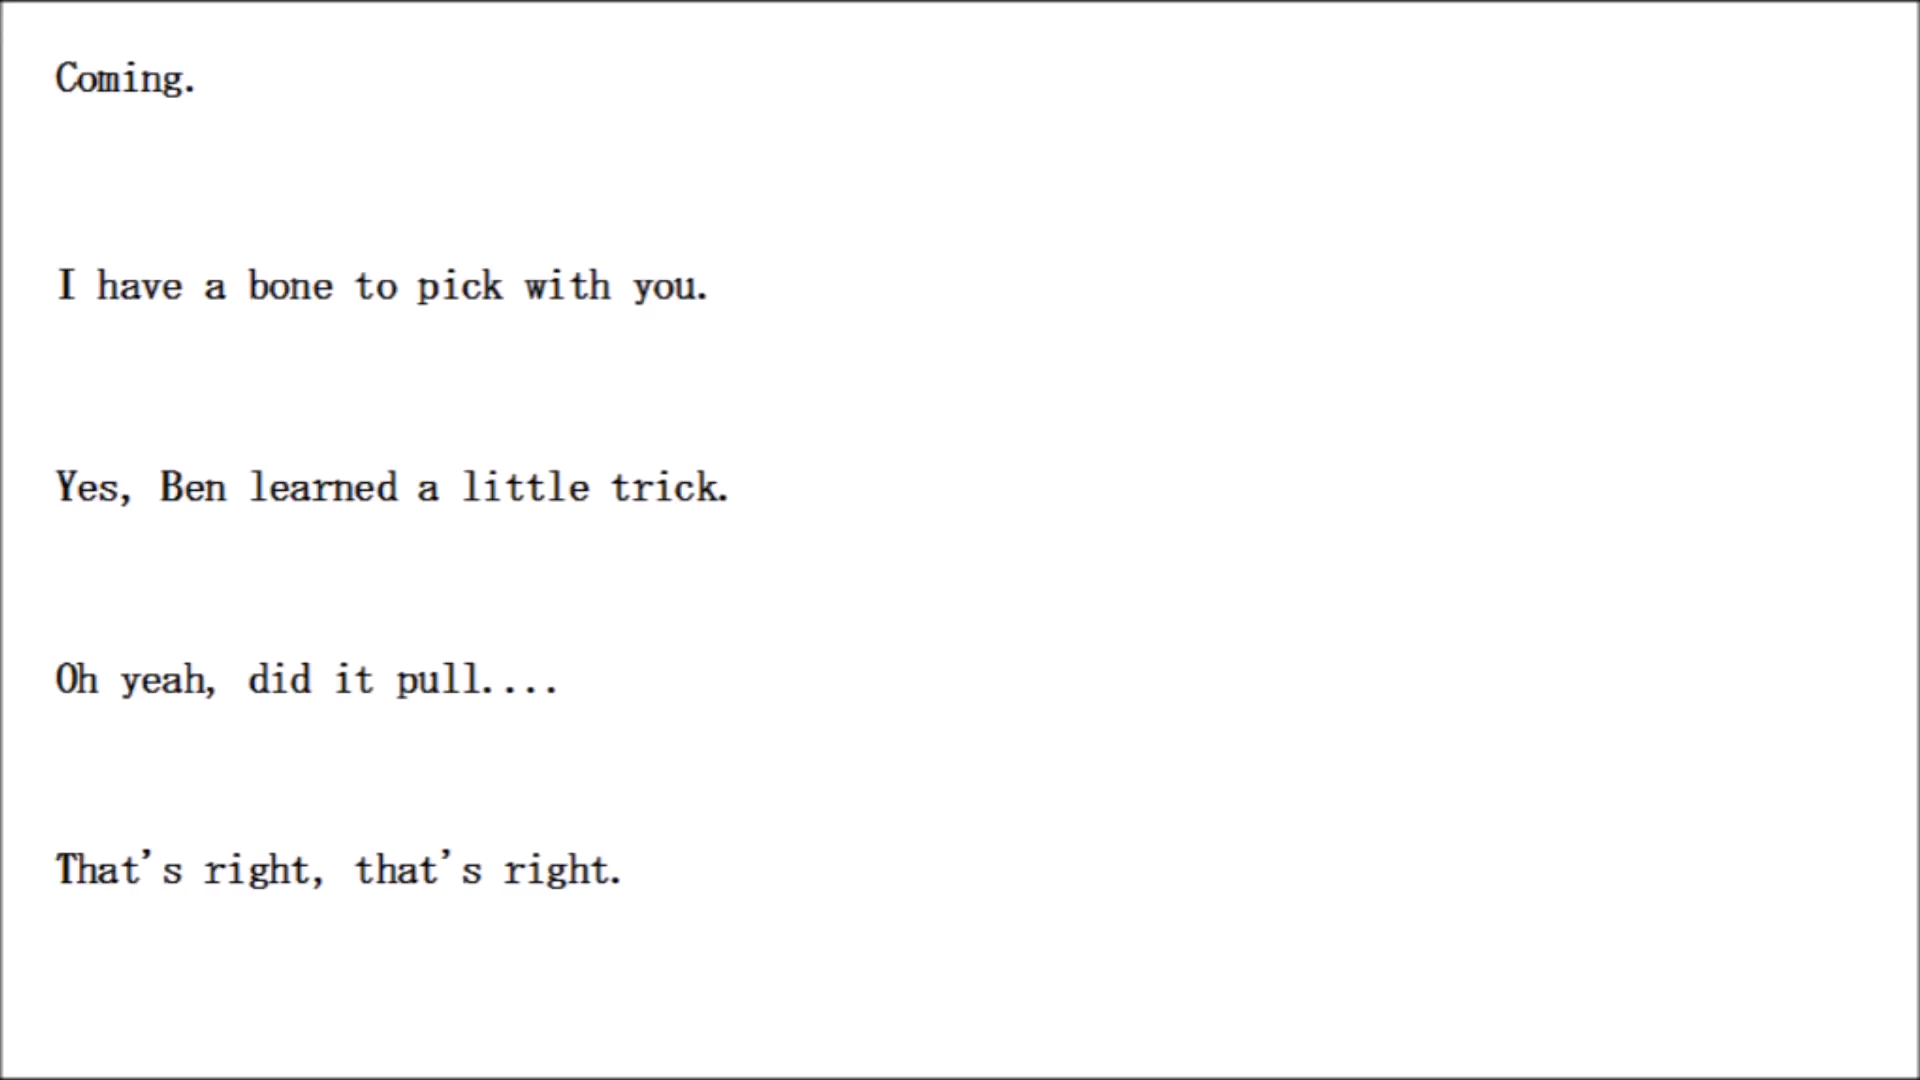 Coming.
I have a bone to pick with you.
Yes, Ben learned a little trick.
Oh yeah, did it pull....
That's right, that's right.